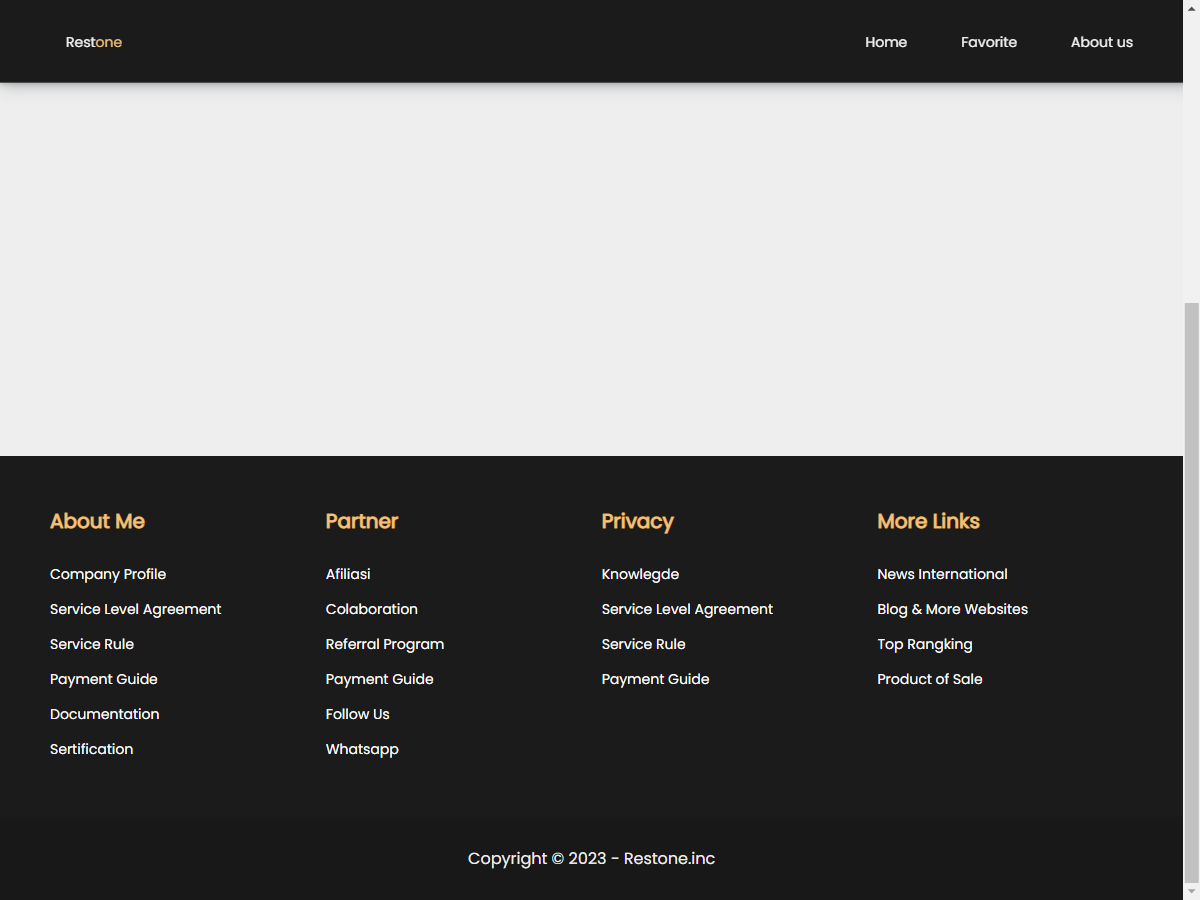 Restone
Home
Favorite
About us
About Me
Company Profile
Service Level Agreement
Service Rule
Payment Guide
Documentation
Sertification
Partner
Afiliasi
Colaboration
Referral Program
Payment Guide
Follow Us
Whatsapp
Privacy
Knowlegde
Service Level Agreement
Service Rule
Payment Guide
More Links
News International
Blog & More Websites
Top Rangking
Product of Sale
Copyright © 2023 - Restone.inc